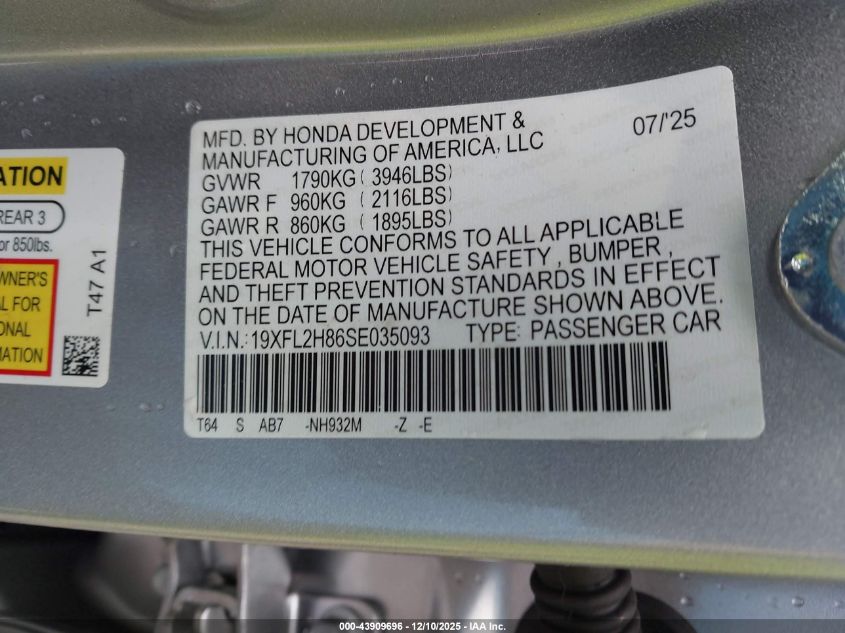 ATION
REAR 3
or 850lbs.
WNER'S
AL FOR
ONAL
MATION
T47 A1
MFD. BY HONDA DEVELOPMENT &
MANUFACTURING OF AMERICA, LLC
07/'25
GVWR 1790KG ( 3946LBS)
GAWR F 960KG ( 2116LBS)
GAWR R 860KG ( 1895LBS)
THIS VEHICLE CONFORMS TO ALL APPLICABLE
FEDERAL MOTOR VEHICLE SAFETY , BUMPER ,
AND THEFT PREVENTION STANDARDS IN EFFECT
ON THE DATE OF MANUFACTURE SHOWN ABOVE.
V.I.N.:19XFL2H86SE035093 TYPE: PASSENGER CAR
T64 S AB7 -NH932M -Z -E
000-43909696 - 12/10/2025 - IAA Inc.